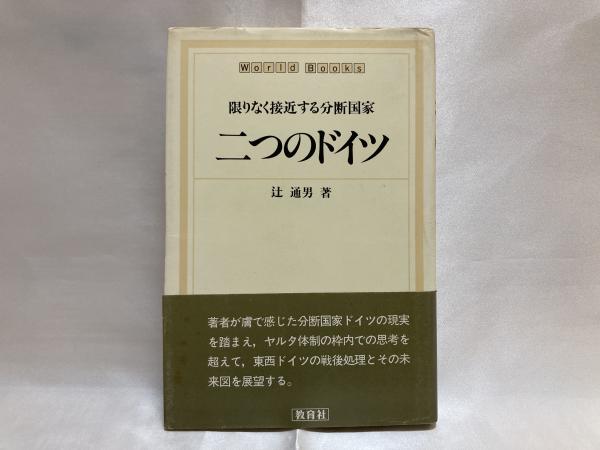 World Books
限りなく接近する分断国家
二つのドイツ
辻 通男 著
著者が膚で感じた分断国家ドイツの現実
を踏まえ，ヤルタ体制の枠内での思考を
超えて，東西ドイツの戦後処理とその未
来図を展望する。
教育社